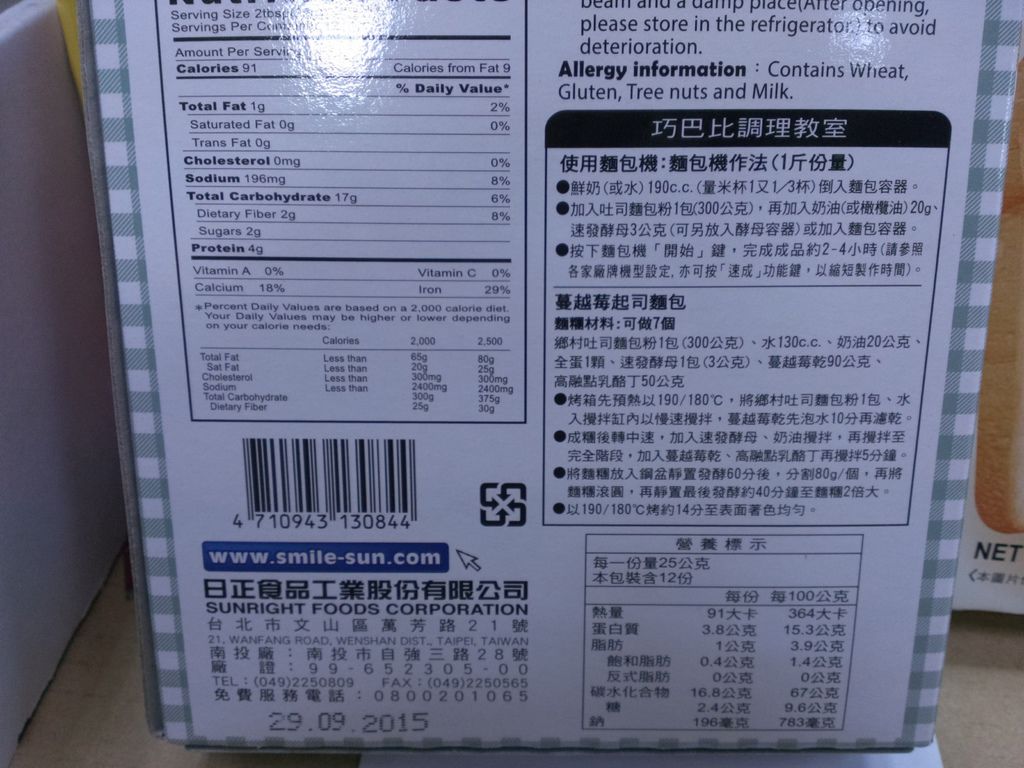 Serving Size 2tbsp
Servings Per
Amount Per
Calories 91 Calories from Fat 9
% Daily Value*
Total Fat 1g 2%
Saturated Fat 0g 0%
Trans Fat 0g
Cholesterol 0mg 0%
Sodium 196mg 8%
Total Carbohydrate 17g 6%
Dietary Fiber 2g 8%
Sugars 2g
Protein 4g
Vitamin A 0% Vitamin C 0%
Calcium 18% Iron 29%
*Percent Daily Values are based on a 2,000 calorie diet.
Your Daily Values may be higher or lower depending
on your calorie needs:
Calories 2,000 2,500
Total Fat Less than 65g 80g
Sat Fat Less than 20g 25g
Cholesterol Less than 300mg 300mg
Sodium Less than 2400mg 2400mg
Total Carbohydrate 300g 375g
Dietary Fiber 25g 30g
4 710943 130844
www.smile-sun.com
日正食品工業股份有限公司
SUNRIGHT FOODS CORPORATION
台北市文山區萬芳路21號
21, WANFANG ROAD, WENSHAN DIST., TAIPEI, TAIWAN
南投廠：南投市自強三路28號
廠證：99-652305-00
TEL：(049)2250809 FAX：(049)2250565
免費服務電話：0800201065
29.09.2015
beam and a damp place(After opening,
please store in the refrigerator) to avoid
deterioration.
Allergy information：Contains Wheat,
Gluten, Tree nuts and Milk.
巧巴比調理教室
使用麵包機：麵包機作法(1斤份量)
●鮮奶(或水)190c.c.(量米杯1又1/3杯)倒入麵包容器。
●加入吐司麵包粉1包(300公克)，再加入奶油(或橄欖油)20g、
速發酵母3公克(可另放入酵母容器)或加入麵包容器。
●按下麵包機「開始」鍵，完成成品約2-4小時(請參照
各家廠牌機型設定,亦可按「速成」功能鍵，以縮短製作時間)。
蔓越莓起司麵包
麵糰材料：可做7個
鄉村吐司麵包粉1包(300公克)、水130c.c.、奶油20公克、
全蛋1顆、速發酵母1包(3公克)、蔓越莓乾90公克、
高融點乳酪丁50公克
●烤箱先預熱以190/180℃，將鄉村吐司麵包粉1包、水
入攪拌缸內以慢速攪拌，蔓越莓乾先泡水10分再濾乾。
●成糰後轉中速，加入速發酵母、奶油攪拌，再攪拌至
完全階段，加入蔓越莓乾、高融點乳酪丁再攪拌5分鐘。
●將麵糰放入鋼盆靜置發酵60分後，分割80g/個，再將
麵糰滾圓，再靜置最後發酵約40分鐘至麵糰2倍大。
●以190/180℃烤約14分至表面著色均勻。
營養標示
每一份量25公克
本包裝含12份
每份 每100公克
熱量 91大卡 364大卡
蛋白質 3.8公克 15.3公克
脂肪 1公克 3.9公克
飽和脂肪 0.4公克 1.4公克
反式脂肪 0公克 0公克
碳水化合物 16.8公克 67公克
糖 2.4公克 9.6公克
鈉 196毫克 783毫克
NET